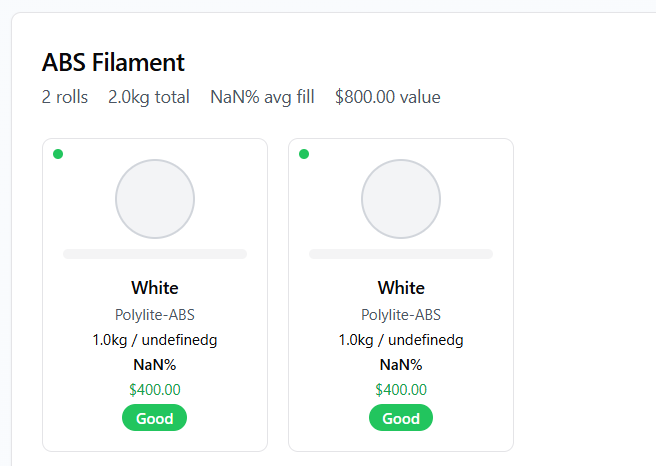 ABS Filament
2 rolls 2.0kg total NaN% avg fill $800.00 value
White
Polylite-ABS
1.0kg / undefinedg
NaN%
$400.00
Good
White
Polylite-ABS
1.0kg / undefinedg
NaN%
$400.00
Good